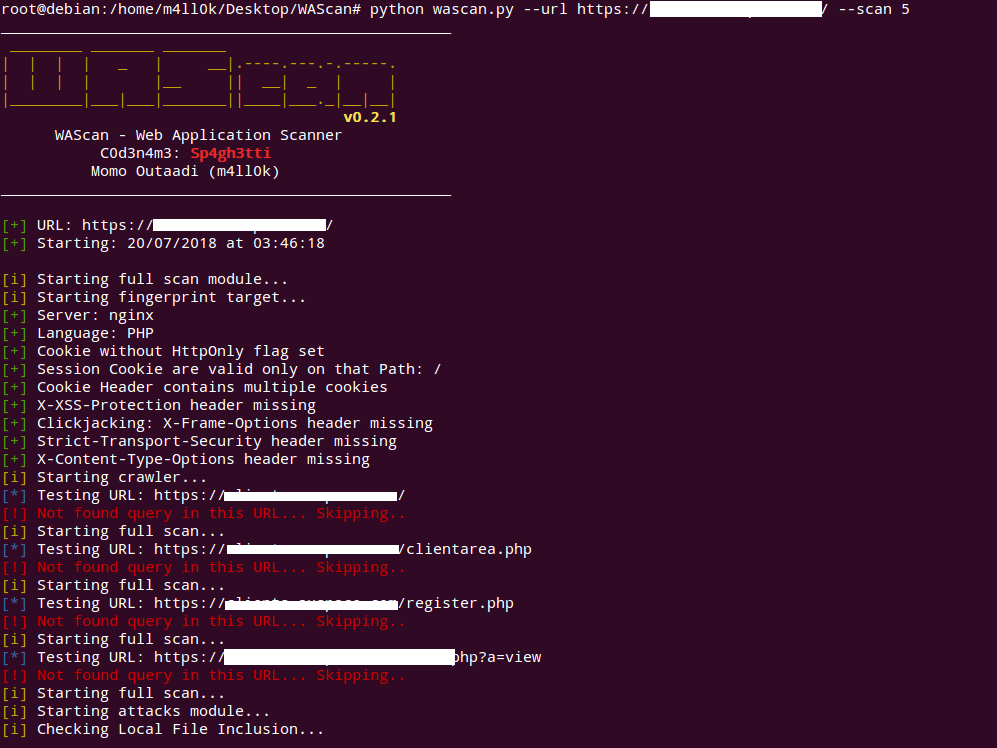 root@debian:/home/m4ll0k/Desktop/WAScan# python wascan.py --url https:// / --scan 5
WAScan
v0.2.1
WAScan - Web Application Scanner
C0d3n4m3: Sp4gh3tti
Momo Outaadi (m4ll0k)
[+] URL: https:// /
[+] Starting: 20/07/2018 at 03:46:18
[i] Starting full scan module...
[i] Starting fingerprint target...
[+] Server: nginx
[+] Language: PHP
[+] Cookie without HttpOnly flag set
[+] Session Cookie are valid only on that Path: /
[+] Cookie Header contains multiple cookies
[+] X-XSS-Protection header missing
[+] Clickjacking: X-Frame-Options header missing
[+] Strict-Transport-Security header missing
[+] X-Content-Type-Options header missing
[i] Starting crawler...
[*] Testing URL: https:// /
[!] Not found query in this URL... Skipping..
[i] Starting full scan...
[*] Testing URL: https:// /clientarea.php
[!] Not found query in this URL... Skipping..
[i] Starting full scan...
[*] Testing URL: https:// /register.php
[!] Not found query in this URL... Skipping..
[i] Starting full scan...
[*] Testing URL: https:// php?a=view
[!] Not found query in this URL... Skipping..
[i] Starting full scan...
[i] Starting attacks module...
[i] Checking Local File Inclusion...